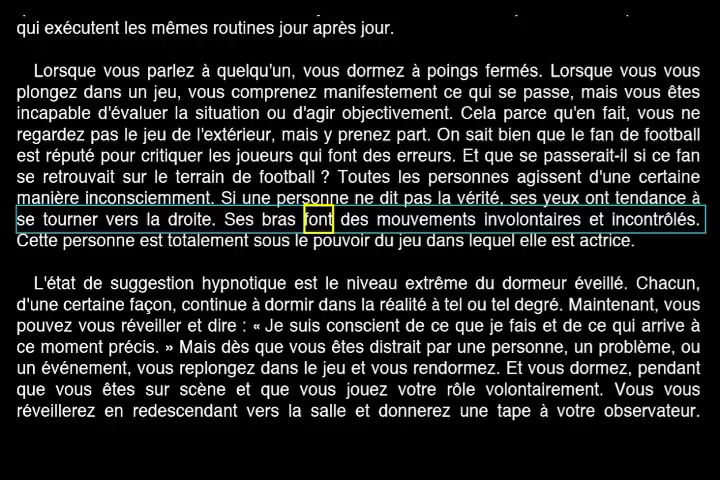 qui exécutent les mêmes routines jour après jour.
Lorsque vous parlez à quelqu'un, vous dormez à poings fermés. Lorsque vous vous
plongez dans un jeu, vous comprenez manifestement ce qui se passe, mais vous êtes
incapable d'évaluer la situation ou d'agir objectivement. Cela parce qu'en fait, vous ne
regardez pas le jeu de l'extérieur, mais y prenez part. On sait bien que le fan de football
est réputé pour critiquer les joueurs qui font des erreurs. Et que se passerait-il si ce fan
se retrouvait sur le terrain de football ? Toutes les personnes agissent d'une certaine
manière inconsciemment. Si une personne ne dit pas la vérité, ses yeux ont tendance à
se tourner vers la droite. Ses bras font des mouvements involontaires et incontrôlés.
Cette personne est totalement sous le pouvoir du jeu dans lequel elle est actrice.
L'état de suggestion hypnotique est le niveau extrême du dormeur éveillé. Chacun,
d'une certaine façon, continue à dormir dans la réalité à tel ou tel degré. Maintenant, vous
pouvez vous réveiller et dire : « Je suis conscient de ce que je fais et de ce qui arrive à
ce moment précis. » Mais dès que vous êtes distrait par une personne, un problème, ou
un événement, vous replongez dans le jeu et vous rendormez. Et vous dormez, pendant
que vous êtes sur scène et que vous jouez votre rôle volontairement. Vous vous
réveillerez en redescendant vers la salle et donnerez une tape à votre observateur.